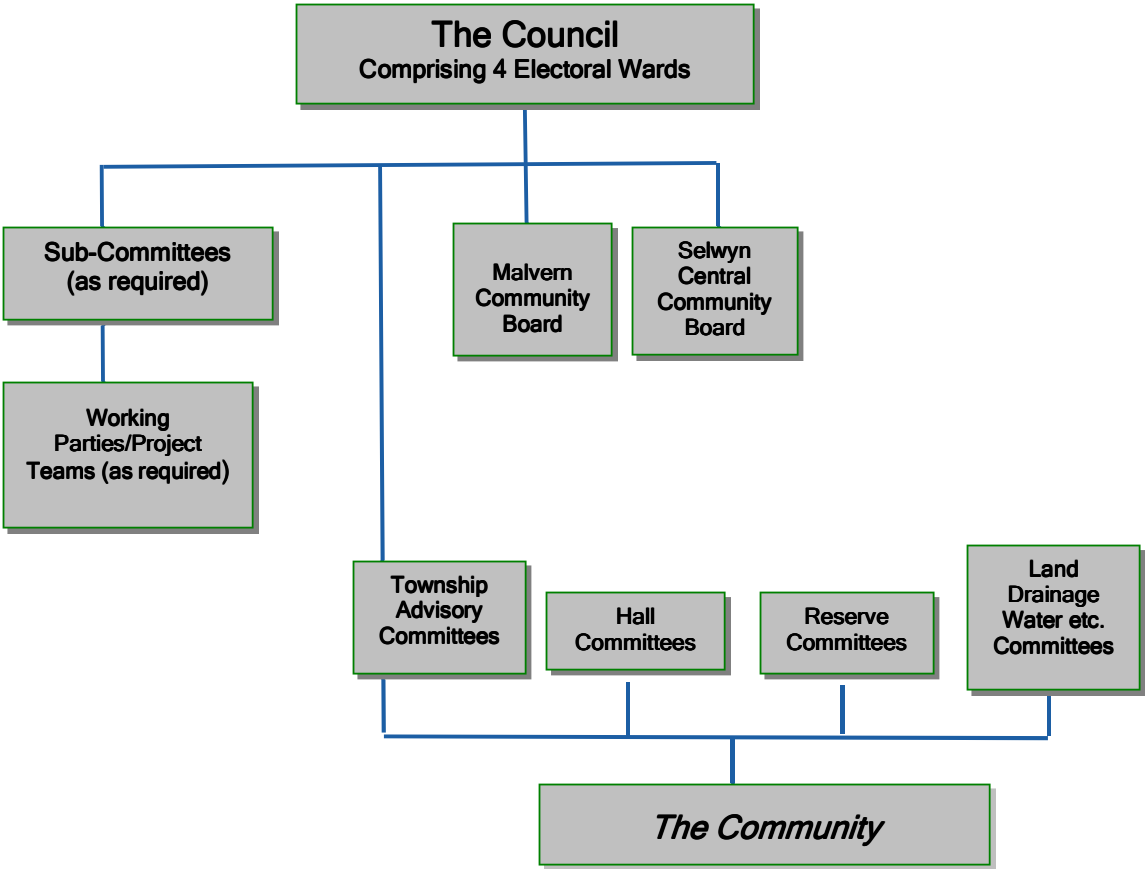 The Council
Comprising 4 Electoral Wards
Sub-Committees
(as required)
Malvern
Community
Board
Selwyn
Central
Community
Board
Working
Parties/Project
Teams (as required)
Township
Advisory
Committees
Hall
Committees
Reserve
Committees
Land
Drainage
Water etc.
Committees
The Community